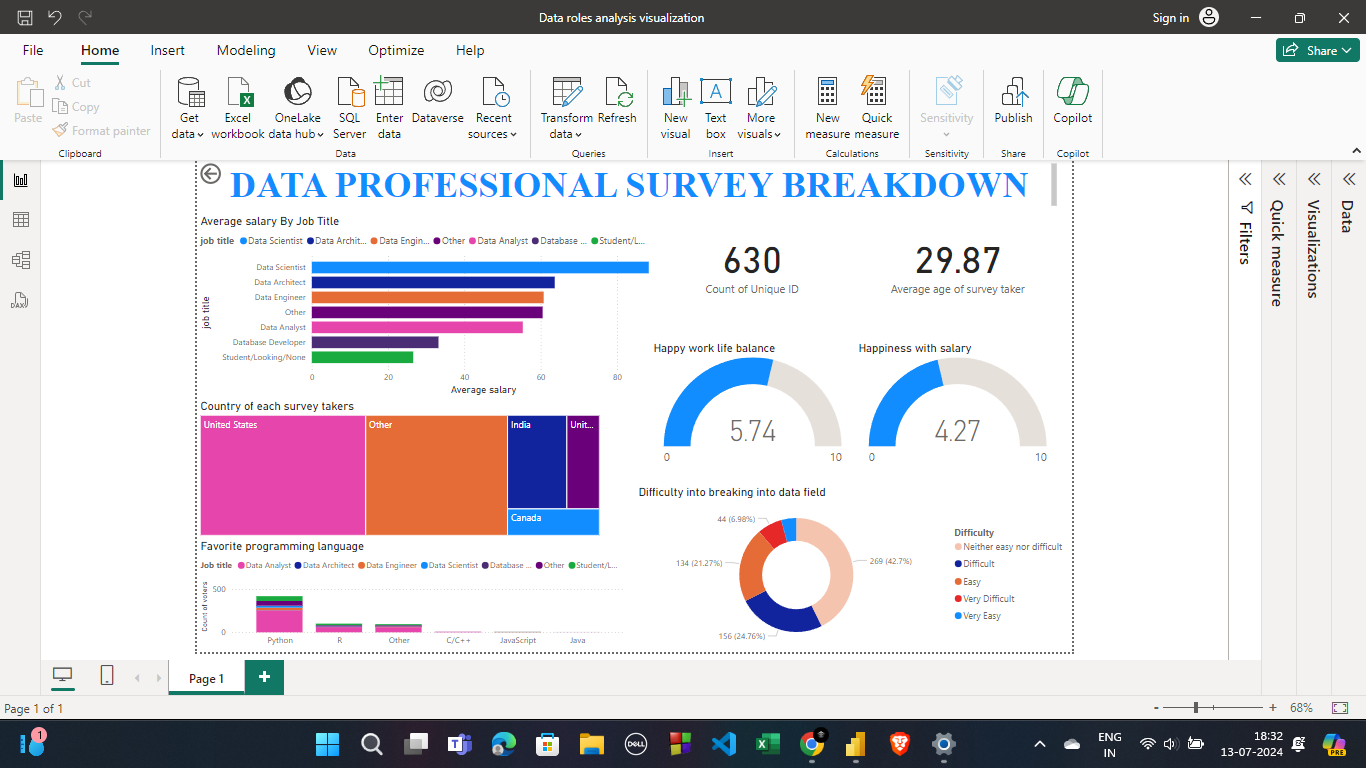 Data roles analysis visualization
Sign in
File Home Insert Modeling View Optimize Help
Share
Paste
Cut
Copy
Format painter
Clipboard
Get data
Excel workbook
OneLake data hub
SQL Server
Enter data
Dataverse
Recent sources
Data
Transform data
Refresh
Queries
New visual
Text box
More visuals
Insert
New measure
Quick measure
Calculations
Sensitivity
Sensitivity
Publish
Share
Copilot
Copilot
DAX
DATA PROFESSIONAL SURVEY BREAKDOWN
Average salary By Job Title
job title Data Scientist Data Archit... Data Engin... Other Data Analyst Database ... Student/L...
job title
Data Scientist
Data Architect
Data Engineer
Other
Data Analyst
Database Developer
Student/Looking/None
0 20 40 60 80
Average salary
630
Count of Unique ID
29.87
Average age of survey taker
Happy work life balance
5.74
0 10
Happiness with salary
4.27
0 10
Country of each survey takers
United States
Other
India
Unit...
Canada
Difficulty into breaking into data field
44 (6.98%)
134 (21.27%)
269 (42.7%)
156 (24.76%)
Difficulty
Neither easy nor difficult
Difficult
Easy
Very Difficult
Very Easy
Favorite programming language
Job title Data Analyst Data Architect Data Engineer Data Scientist Database ... Other Student/L...
Count of voters
500
0
Python R Other C/C++ JavaScript Java
Filters
Quick measure
Visualizations
Data
Page 1
Page 1 of 1
- + 68%
1
A
X
DELL
ENG
IN
18:32
13-07-2024
PRE